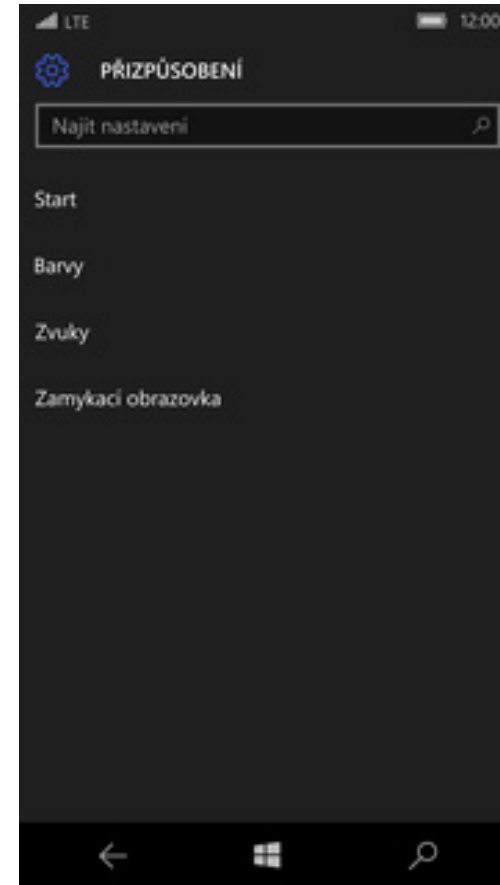 LTE 12:00
PŘIZPŮSOBENÍ
Najít nastavení
Start
Barvy
Zvuky
Zamykací obrazovka